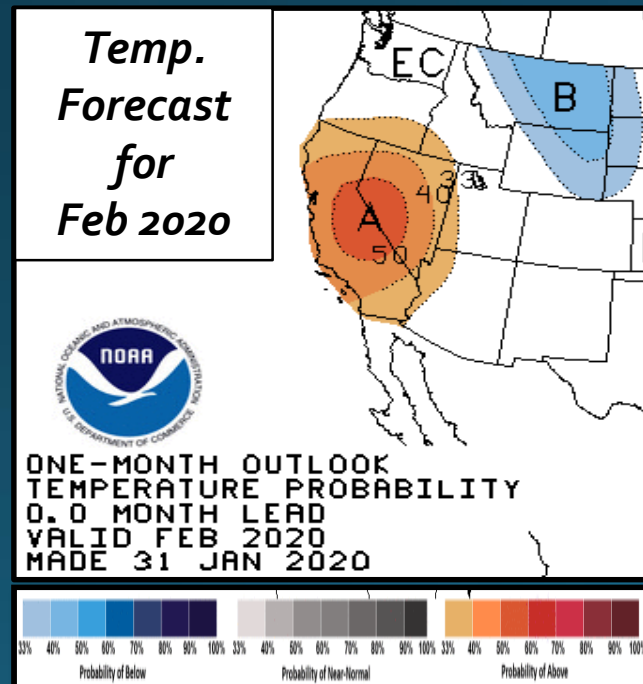 Temp.
Forecast
for
Feb 2020
EC
B
33
40
A
50
NATIONAL OCEANIC AND ATMOSPHERIC ADMINISTRATION
NOAA
U.S. DEPARTMENT OF COMMERCE
ONE-MONTH OUTLOOK
TEMPERATURE PROBABILITY
0.0 MONTH LEAD
VALID FEB 2020
MADE 31 JAN 2020
33% 40% 50% 60% 70% 80% 90% 100%
Probability of Below
33% 40% 50% 60% 70% 80% 90% 100%
Probability of Near-Normal
33% 40% 50% 60% 70% 80% 90% 100%
Probability of Above